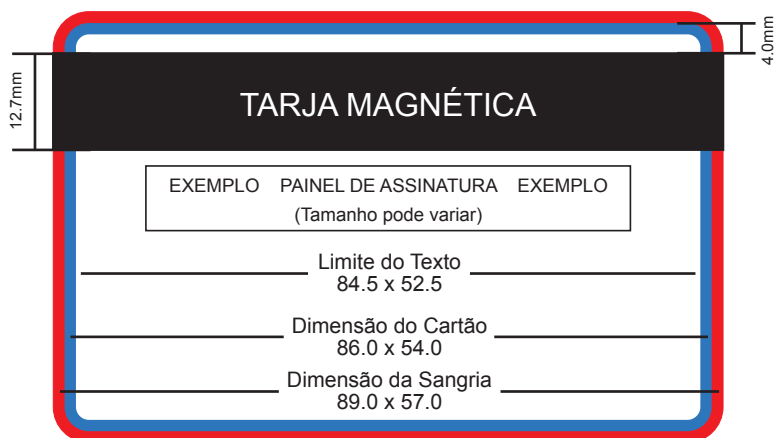 4.0mm
12.7mm
TARJA MAGNÉTICA
EXEMPLO PAINEL DE ASSINATURA EXEMPLO
(Tamanho pode variar)
Limite do Texto
84.5 x 52.5
Dimensão do Cartão
86.0 x 54.0
Dimensão da Sangria
89.0 x 57.0